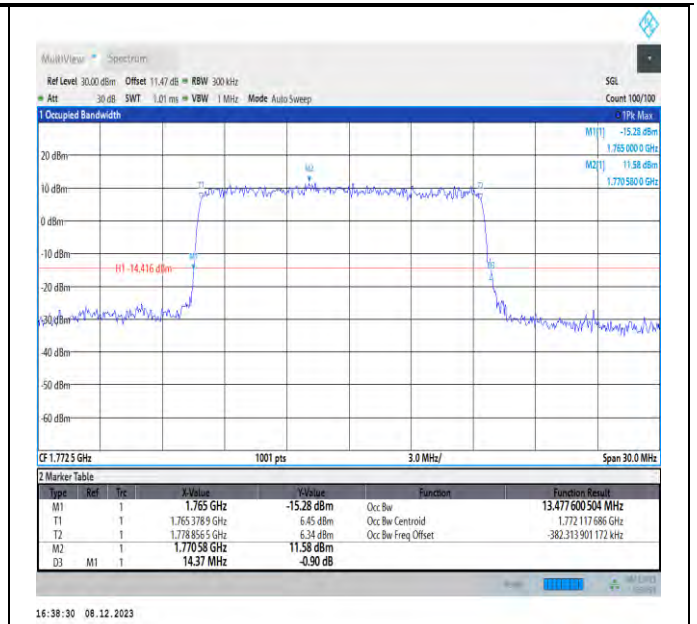 MultiView Spectrum
Ref Level 30.00 dBm Offset 11.47 dB RBW 300 kHz SGL
Att 30 dB SWT 1.01 ms VBW 1 MHz Mode Auto Sweep Count 100/100
1 Occupied Bandwidth 1Pk Max
M1[1] -15.28 dBm
1.765 000 0 GHz
M2[1] 11.58 dBm
1.770 580 0 GHz
20 dBm
M2
10 dBm
T1
0 dBm
-10 dBm
M1
H1 -14.416 dBm
-20 dBm
-30 dBm
-40 dBm
-50 dBm
-60 dBm
CF 1.772 5 GHz 1001 pts 3.0 MHz/ Span 30.0 MHz
2 Marker Table
Type Ref Trc X-Value Y-Value Function Function Result
M1 1 1.765 GHz -15.28 dBm Occ Bw 13.477 600 504 MHz
T1 1 1.765 378 9 GHz 6.45 dBm Occ Bw Centroid 1.772 117 686 GHz
T2 1 1.778 856 5 GHz 6.34 dBm Occ Bw Freq Offset -382.313 901 172 kHz
M2 1 1.770 58 GHz 11.58 dBm
D3 M1 1 14.37 MHz -0.90 dB
16:38:30 08.12.2023